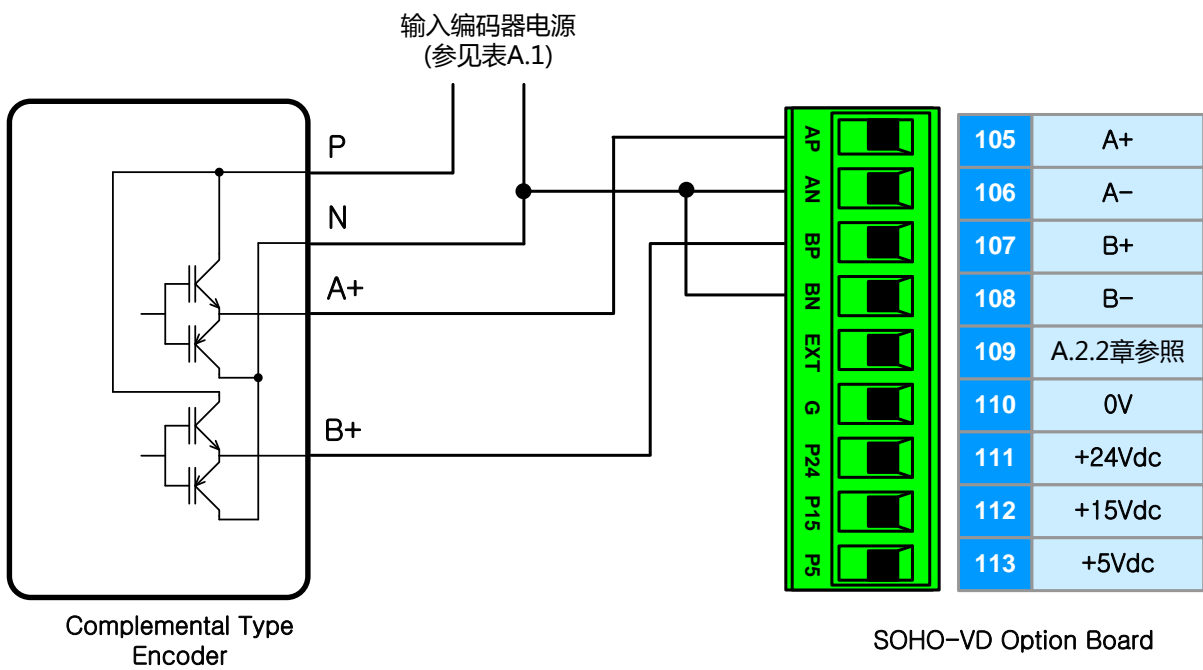 输入编码器电源
(参见表A.1)
P
N
A+
B+
Complemental Type
Encoder
AP
AN
BP
BN
EXT
G
P24
P15
P5
105 A+
106 A-
107 B+
108 B-
109 A.2.2章参照
110 0V
111 +24Vdc
112 +15Vdc
113 +5Vdc
SOHO-VD Option Board